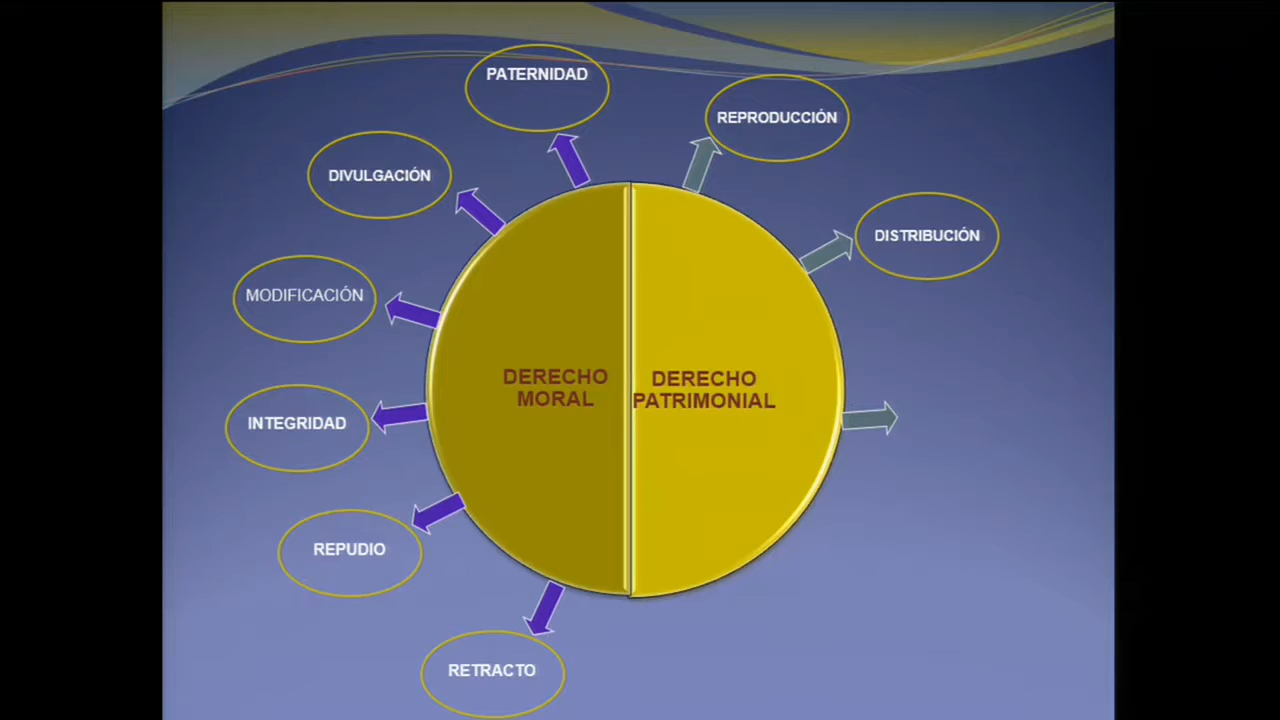 PATERNIDAD
REPRODUCCIÓN
DIVULGACIÓN
DISTRIBUCIÓN
MODIFICACIÓN
DERECHO
MORAL
DERECHO
PATRIMONIAL
INTEGRIDAD
REPUDIO
RETRACTO